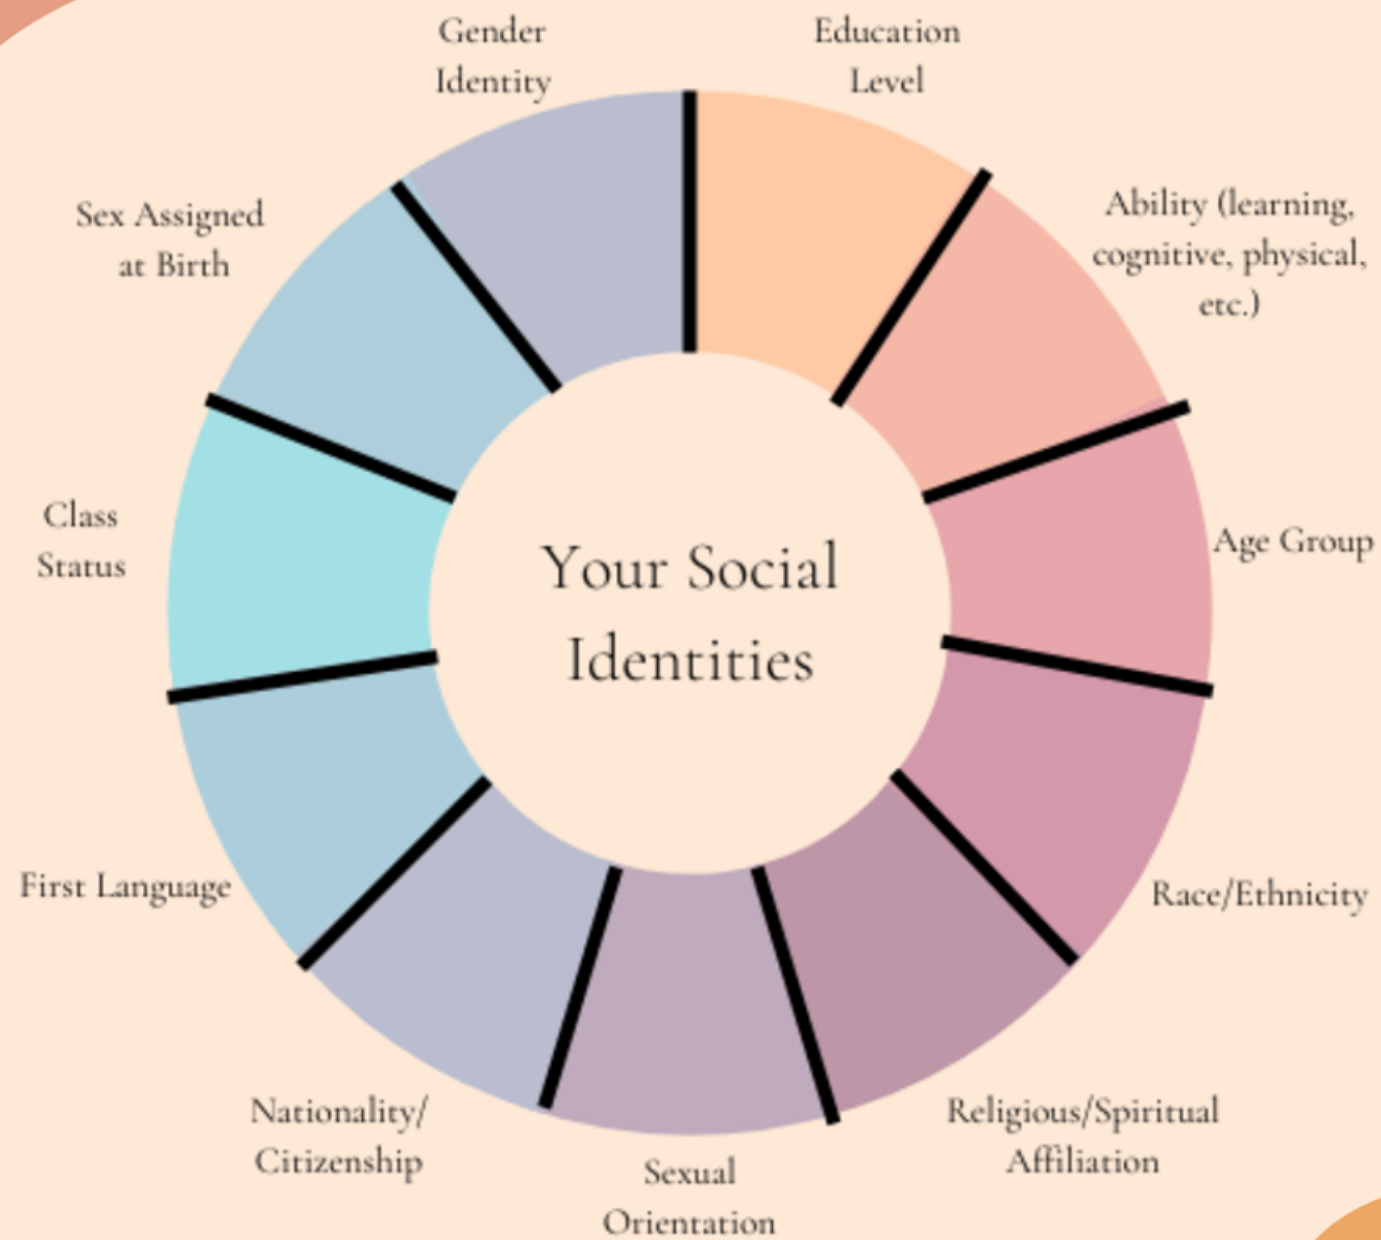 Gender
Identity
Education
Level
Sex Assigned
at Birth
Ability (learning,
cognitive, physical,
etc.)
Class
Status
Age Group
Your Social
Identities
First Language
Race/Ethnicity
Nationality/
Citizenship
Religious/Spiritual
Affiliation
Sexual
Orientation